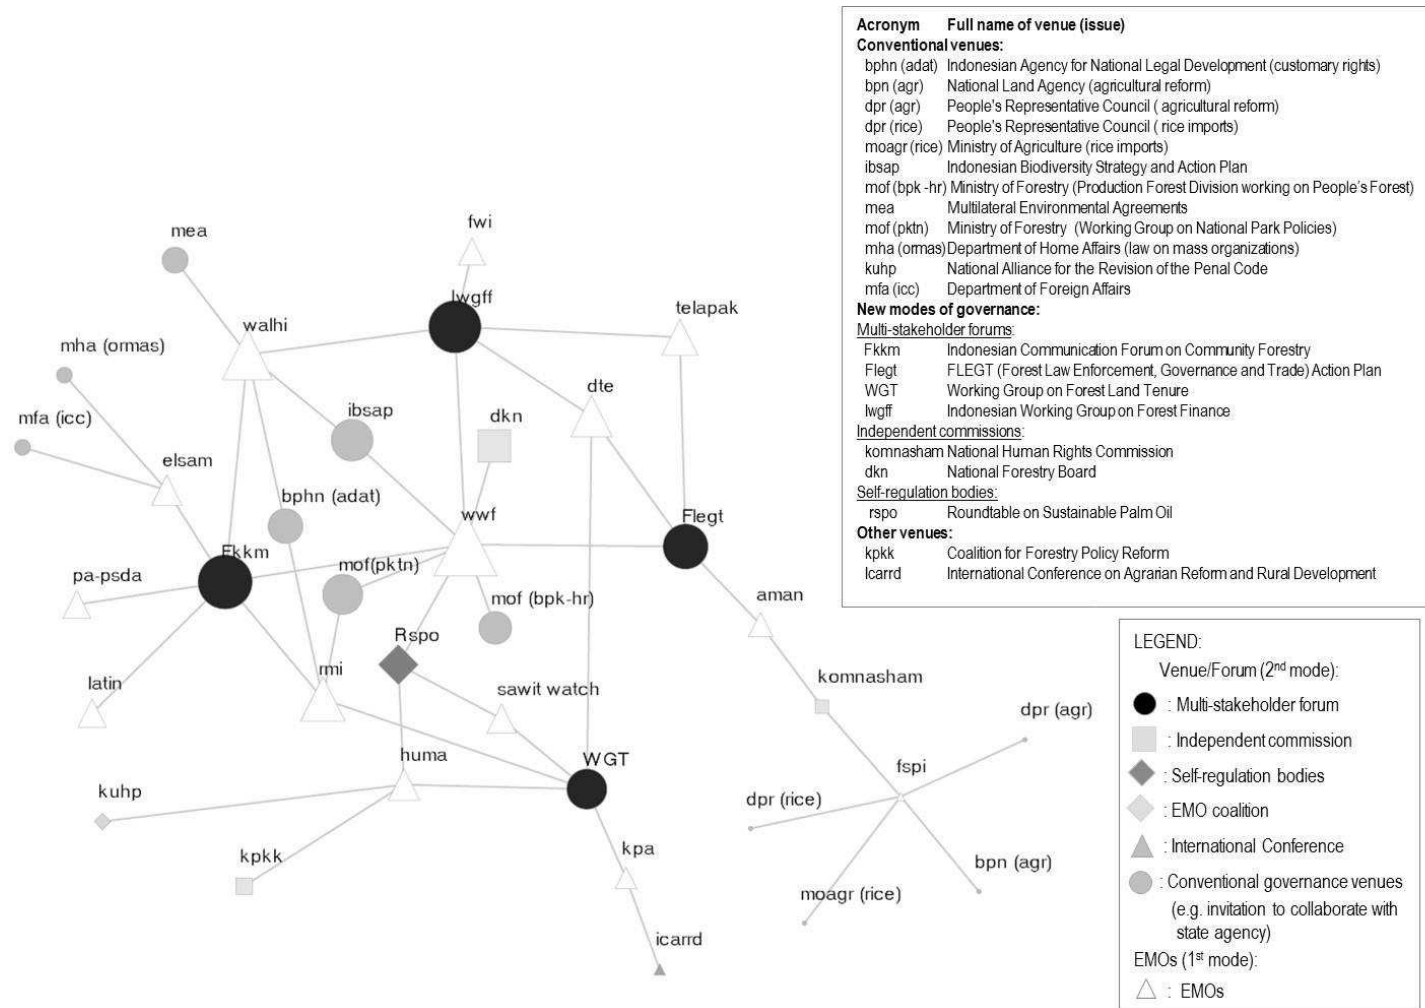 Acronym Full name of venue (issue)
Conventional venues:
bphn (adat) Indonesian Agency for National Legal Development (customary rights)
bpn (agr) National Land Agency (agricultural reform)
dpr (agr) People's Representative Council ( agricultural reform)
dpr (rice) People's Representative Council ( rice imports)
moagr (rice) Ministry of Agriculture (rice imports)
ibsap Indonesian Biodiversity Strategy and Action Plan
mof (bpk -hr) Ministry of Forestry (Production Forest Division working on People's Forest)
mea Multilateral Environmental Agreements
mof (pktn) Ministry of Forestry (Working Group on National Park Policies)
mha (ormas) Department of Home Affairs (law on mass organizations)
kuhp National Alliance for the Revision of the Penal Code
mfa (icc) Department of Foreign Affairs
New modes of governance:
Multi-stakeholder forums:
Fkkm Indonesian Communication Forum on Community Forestry
Flegt FLEGT (Forest Law Enforcement, Governance and Trade) Action Plan
WGT Working Group on Forest Land Tenure
Iwgff Indonesian Working Group on Forest Finance
Independent commissions:
komnasham National Human Rights Commission
dkn National Forestry Board
Self-regulation bodies:
rspo Roundtable on Sustainable Palm Oil
Other venues:
kpkk Coalition for Forestry Policy Reform
Icarrd International Conference on Agrarian Reform and Rural Development
fwi
mea
Iwgff
telapak
walhi
mha (ormas)
dte
ibsap
dkn
mfa (icc)
elsam
bphn (adat)
wwf
Flegt
Fkkm
mof(pktn)
pa-psda
mof (bpk-hr)
aman
Rspo
rmi
komnasham
latin
sawit watch
dpr (agr)
huma
WGT
fspi
kuhp
dpr (rice)
kpa
kpkk
bpn (agr)
moagr (rice)
icarrd
LEGEND:
Venue/Forum (2nd mode):
: Multi-stakeholder forum
: Independent commission
: Self-regulation bodies
: EMO coalition
: International Conference
: Conventional governance venues
(e.g. invitation to collaborate with
state agency)
EMOs (1st mode):
: EMOs